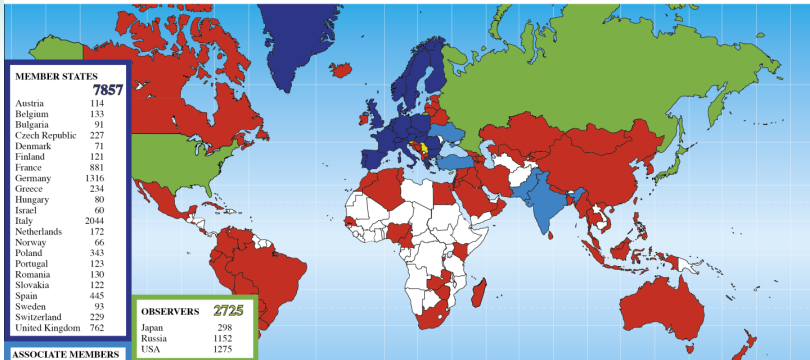 MEMBER STATES
7857
Austria 114
Belgium 133
Bulgaria 91
Czech Republic 227
Denmark 71
Finland 121
France 881
Germany 1316
Greece 234
Hungary 80
Israel 60
Italy 2044
Netherlands 172
Norway 66
Poland 343
Portugal 123
Romania 130
Slovakia 122
Spain 445
Sweden 93
Switzerland 229
United Kingdom 762
OBSERVERS 2725
Japan 298
Russia 1152
USA 1275
ASSOCIATE MEMBERS